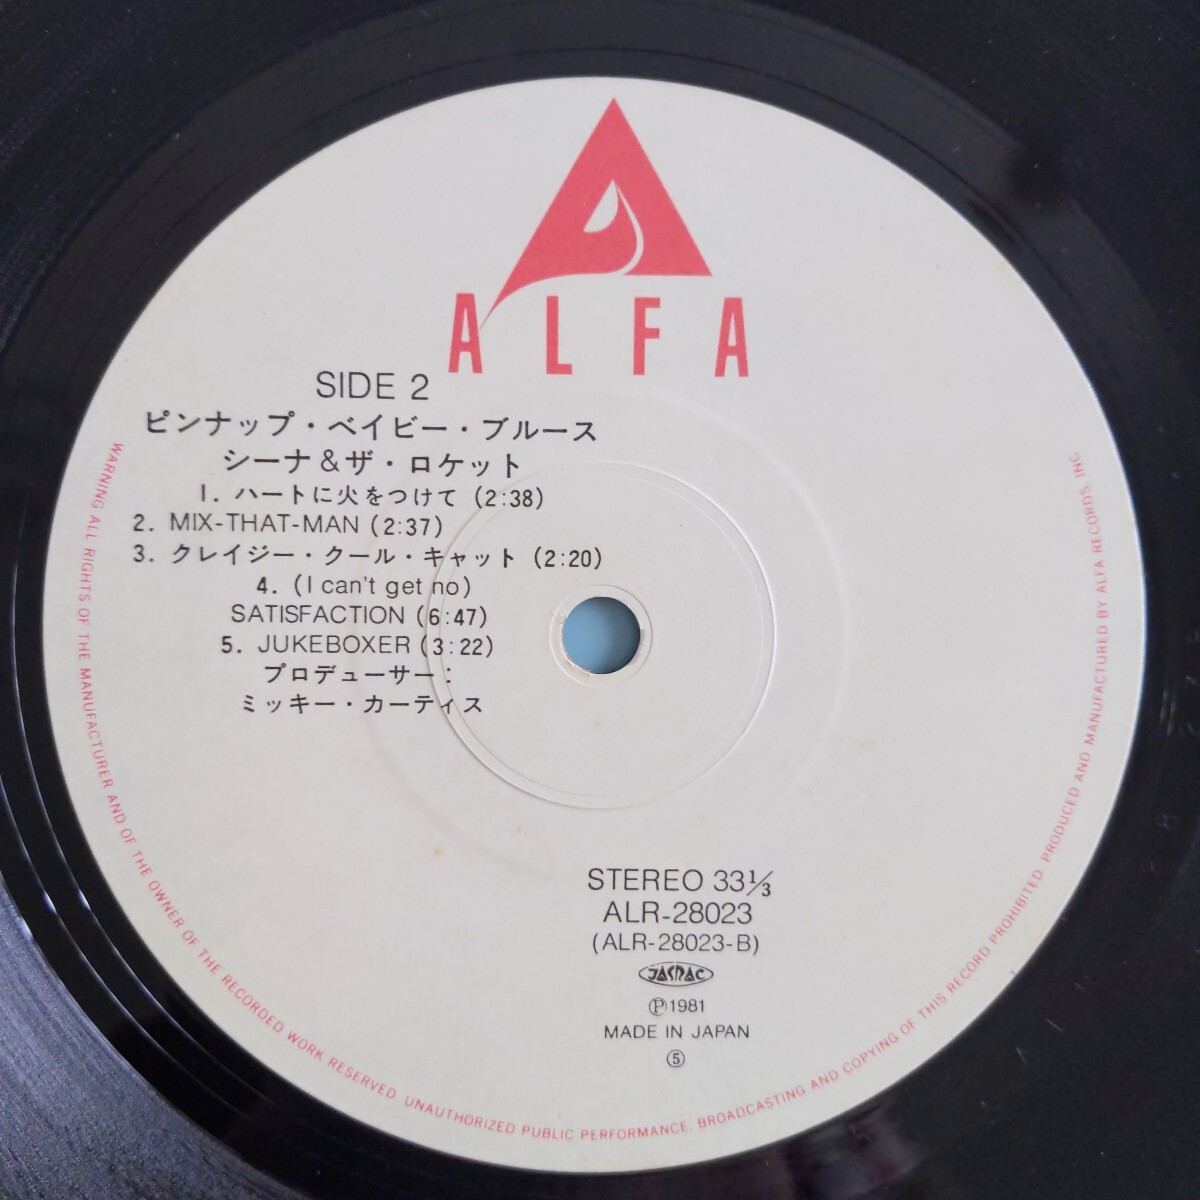 ALFA
SIDE 2
ピンナップ・ベイビー・ブルース
シーナ＆ザ・ロケット
1. ハートに火をつけて (2:38)
2. MIX-THAT-MAN (2:37)
3. クレイジー・クール・キャット (2:20)
4. (I can't get no)
SATISFACTION (6:47)
5. JUKEBOXER (3:22)
プロデューサー:
ミッキー・カーティス
STEREO 33⅓
ALR-28023
(ALR-28023-B)
JASRAC
Ⓟ1981
MADE IN JAPAN
⑤
WARNING ALL RIGHTS OF THE MANUFACTURER AND OF THE OWNER OF THE RECORDED WORK RESERVED. UNAUTHORIZED PUBLIC PERFORMANCE. BROADCASTING AND COPYING OF THIS RECORD PROHIBITED PRODUCED AND MANUFACTURED BY ALFA RECORDS. INC